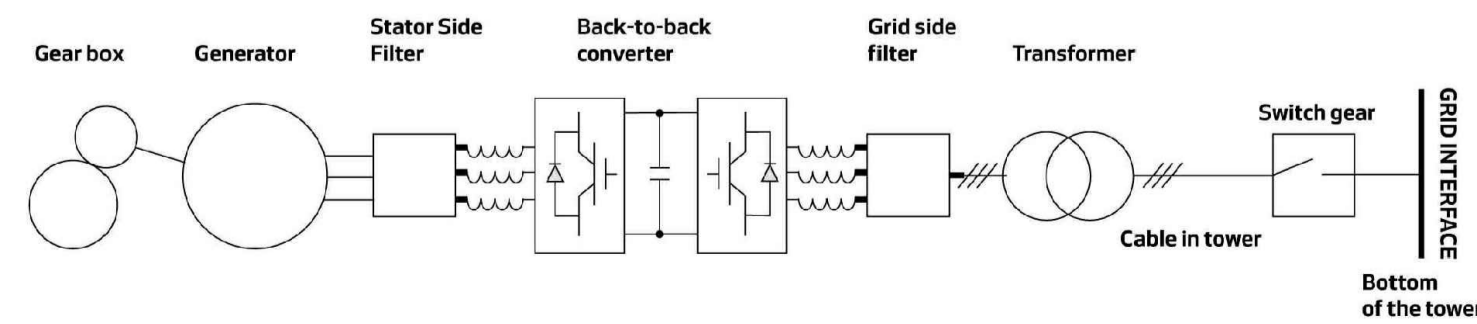 Gear box
Generator
Stator Side
Filter
Back-to-back
converter
Grid side
filter
Transformer
Switch gear
GRID INTERFACE
Cable in tower
Bottom
of the tower